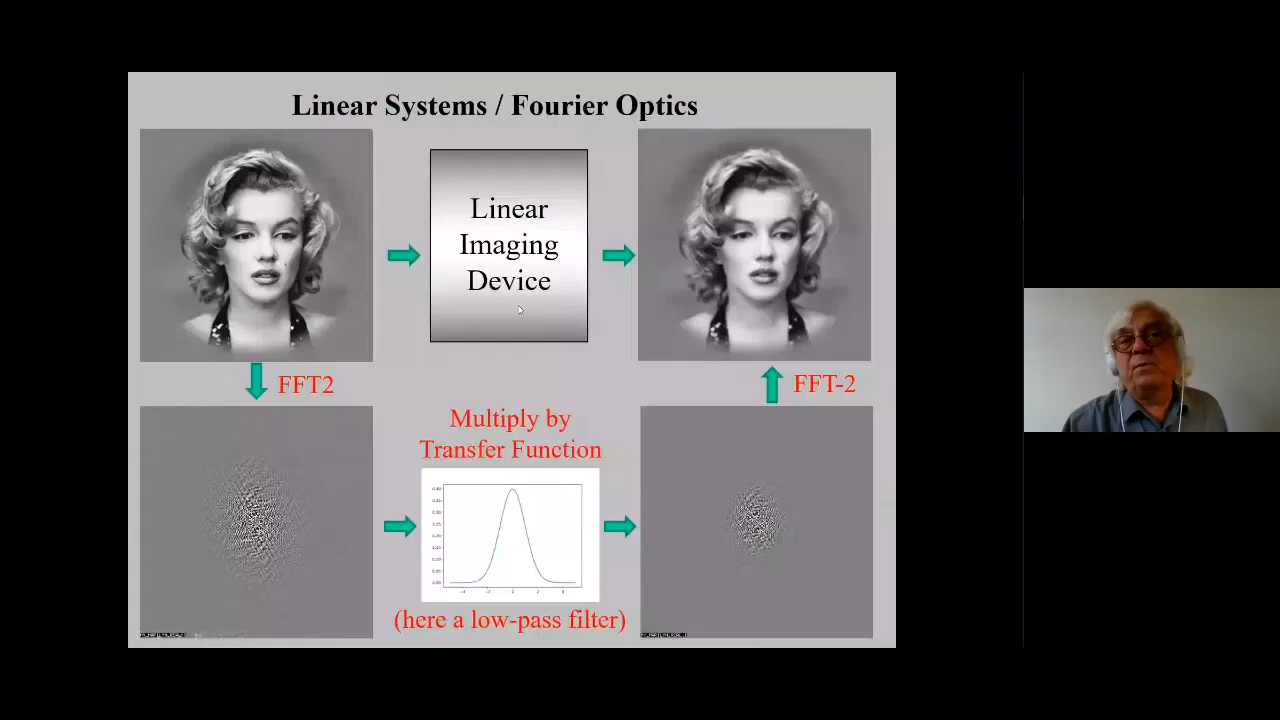 Linear Systems / Fourier Optics
Linear
Imaging
Device
FFT2
FFT-2
Multiply by
Transfer Function
(here a low-pass filter)